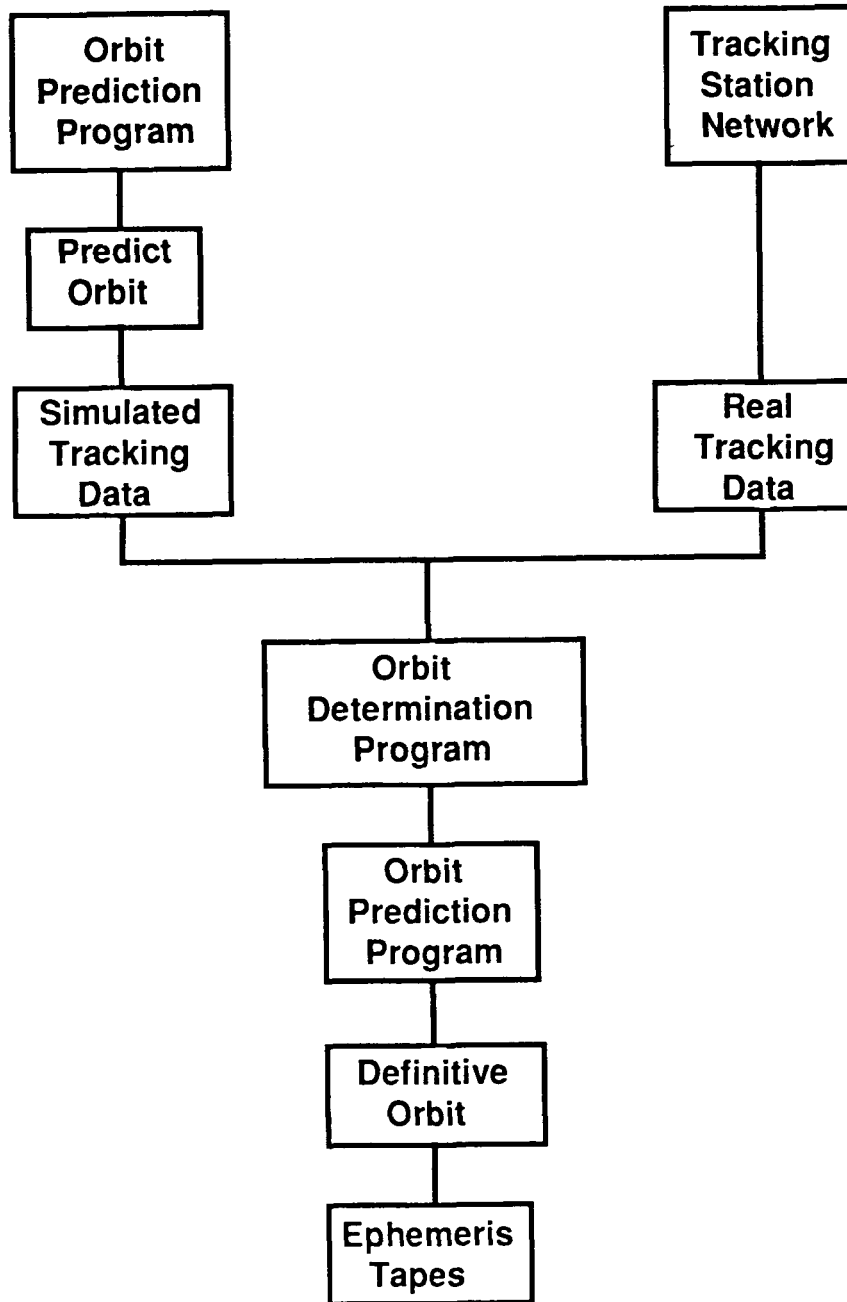 Orbit
Prediction
Program
Tracking
Station
Network
Predict
Orbit
Simulated
Tracking
Data
Real
Tracking
Data
Orbit
Determination
Program
Orbit
Prediction
Program
Definitive
Orbit
Ephemeris
Tapes